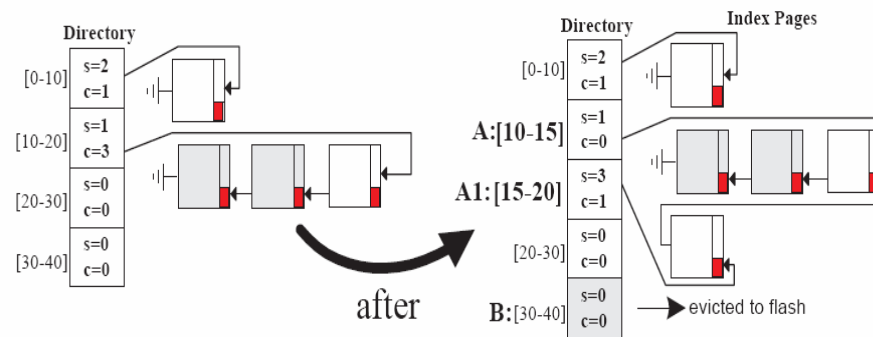 Directory
[0-10]
s=2
c=1
[10-20]
s=1
c=3
[20-30]
s=0
c=0
[30-40]
s=0
c=0
after
Directory
Index Pages
[0-10]
s=2
c=1
A:[10-15]
s=1
c=0
A1:[15-20]
s=3
c=1
[20-30]
s=0
c=0
B:[30-40]
s=0
c=0
evicted to flash